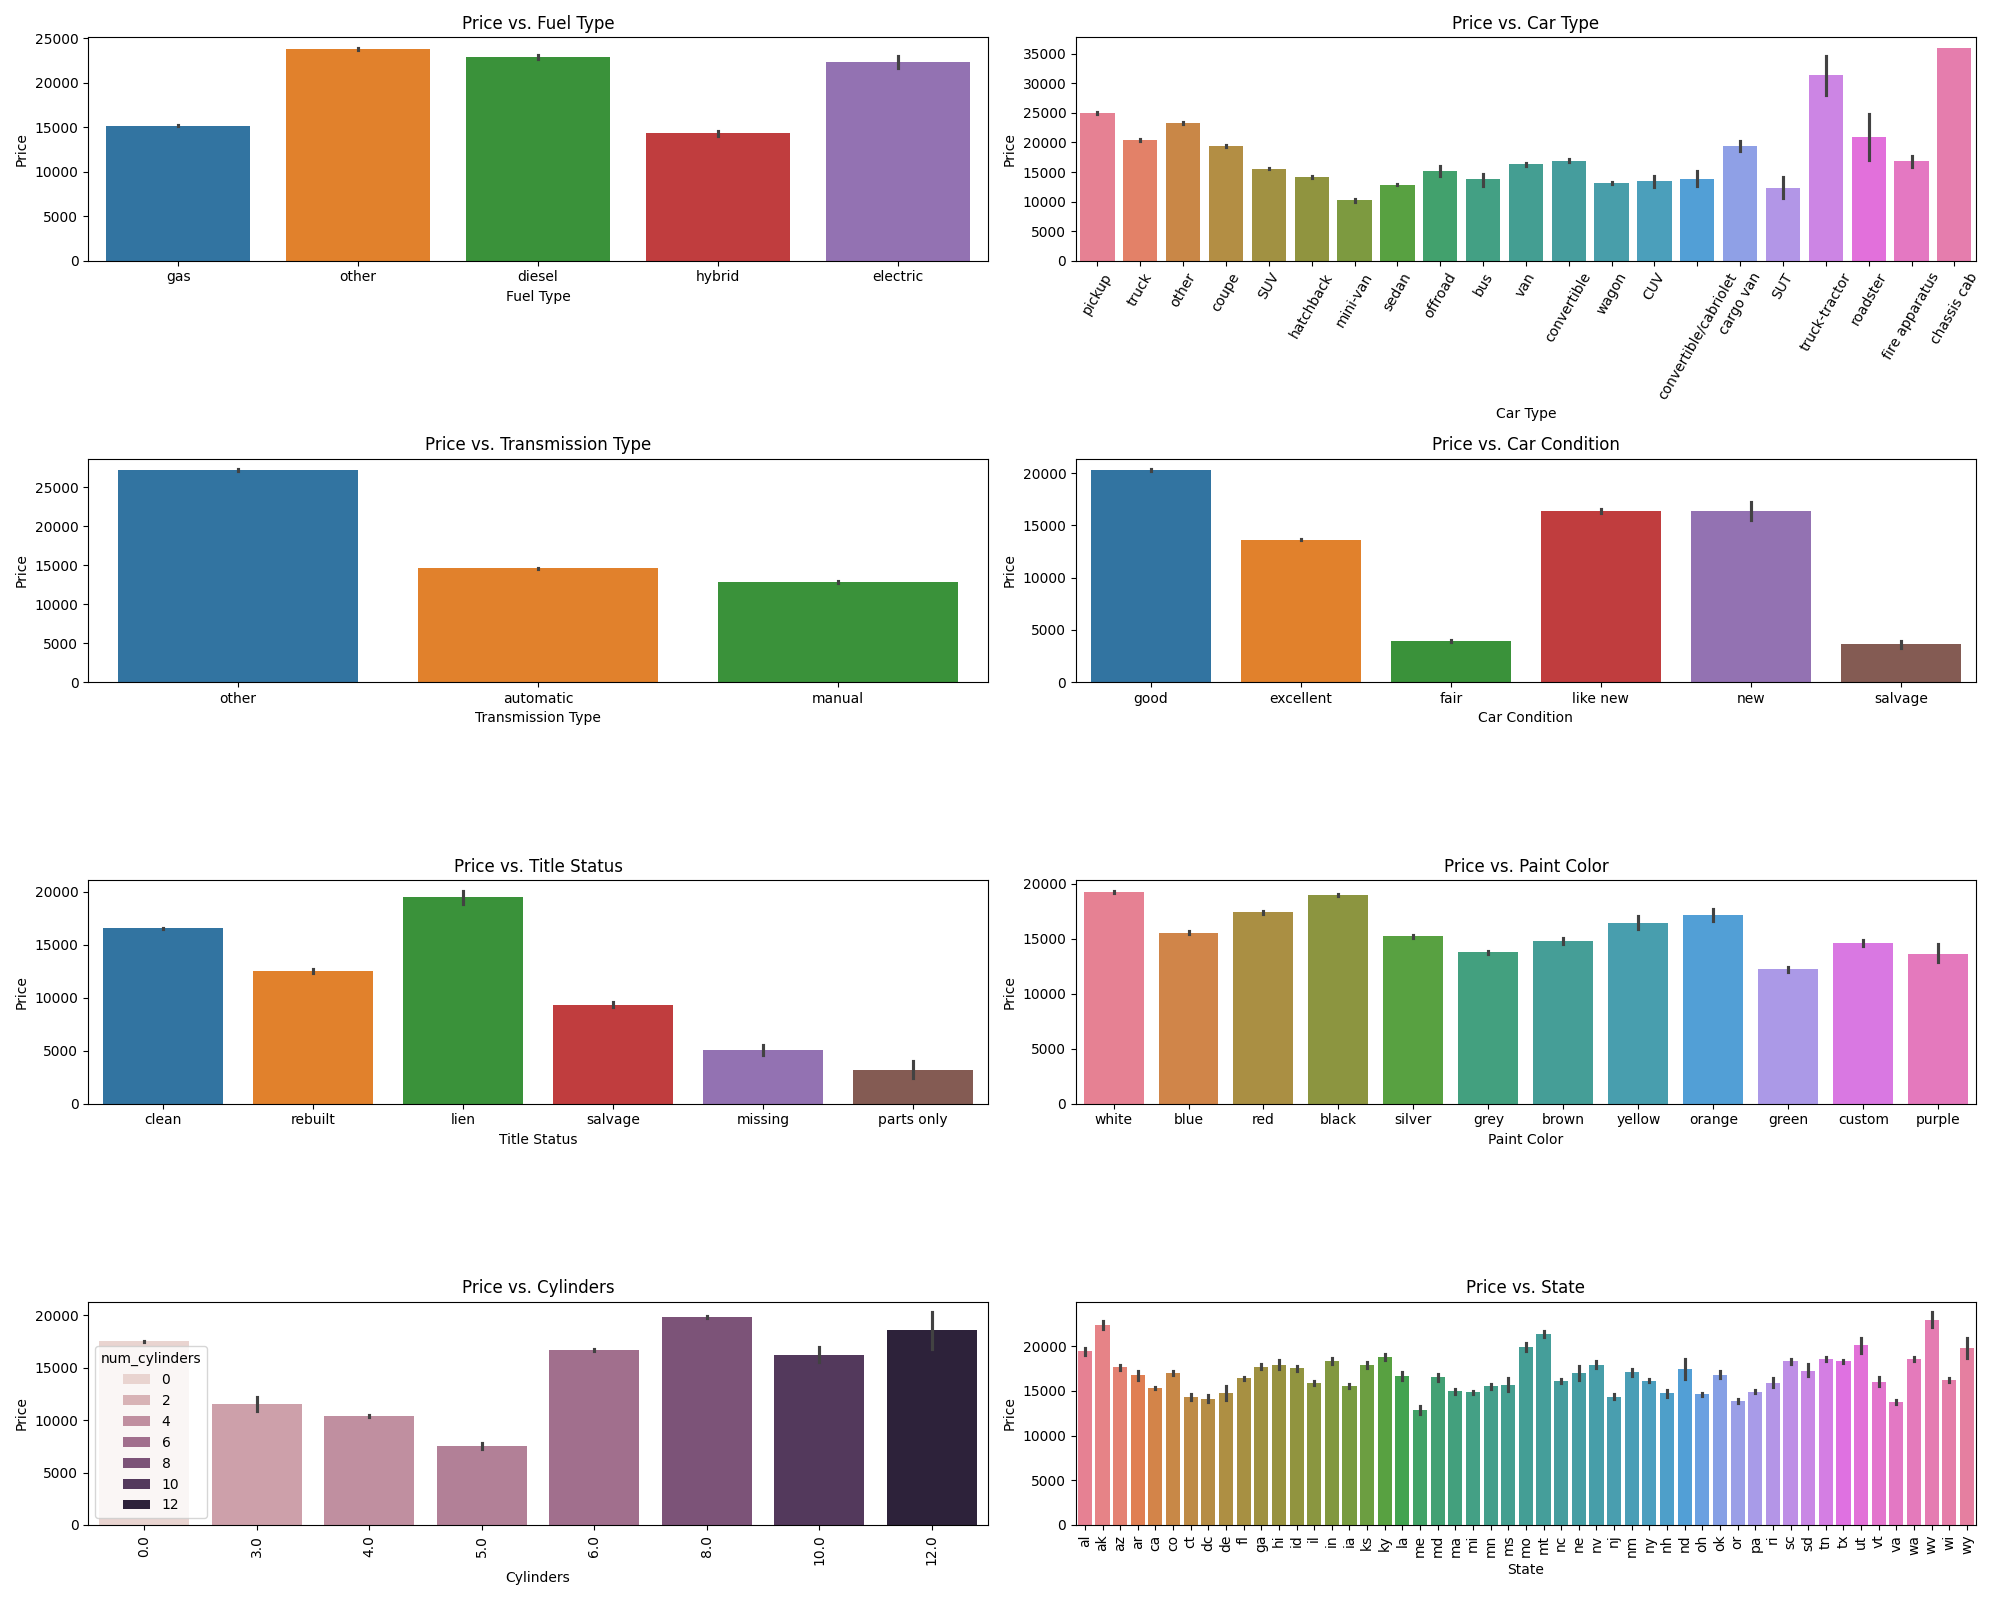 Price vs. Fuel Type
25000
20000
15000
10000
5000
0
Price
gas other diesel hybrid electric
Fuel Type
Price vs. Car Type
35000
30000
25000
20000
15000
10000
5000
0
Price
pickup truck other coupe SUV hatchback mini-van sedan offroad bus van convertible wagon CUV convertible/cabriolet cargo van SUT truck-tractor roadster fire apparatus chassis cab
Car Type
Price vs. Transmission Type
25000
20000
15000
10000
5000
0
Price
other automatic manual
Transmission Type
Price vs. Car Condition
20000
15000
10000
5000
0
Price
good excellent fair like new new salvage
Car Condition
Price vs. Title Status
20000
15000
10000
5000
0
Price
clean rebuilt lien salvage missing parts only
Title Status
Price vs. Paint Color
20000
15000
10000
5000
0
Price
white blue red black silver grey brown yellow orange green custom purple
Paint Color
Price vs. Cylinders
20000
15000
10000
5000
0
Price
num_cylinders
0
2
4
6
8
10
12
0.0 3.0 4.0 5.0 6.0 8.0 10.0 12.0
Cylinders
Price vs. State
20000
15000
10000
5000
0
Price
al ak az ar ca co ct dc de fl ga hi id il in ia ks ky la me md ma mi mn ms mo mt nc ne nv nj nm ny nh nd oh ok or pa ri sc sd tn tx ut vt va wa wv wi wy
State